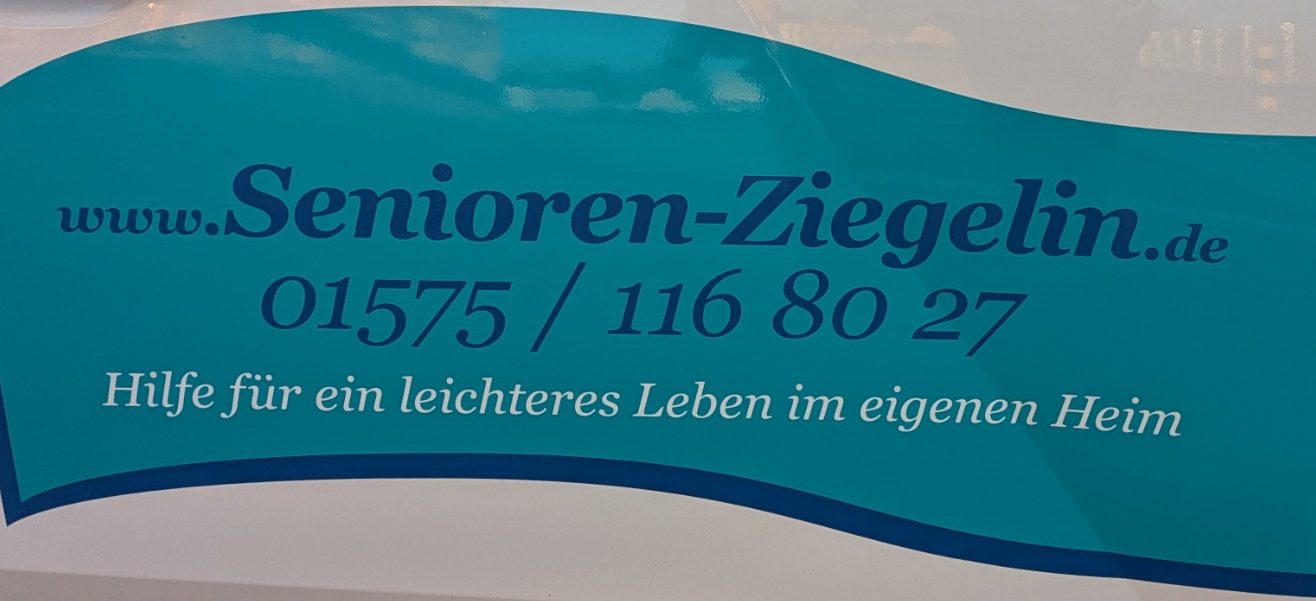 www.Senioren-Ziegelin.de
01575 / 116 80 27
Hilfe für ein leichteres Leben im eigenen Heim